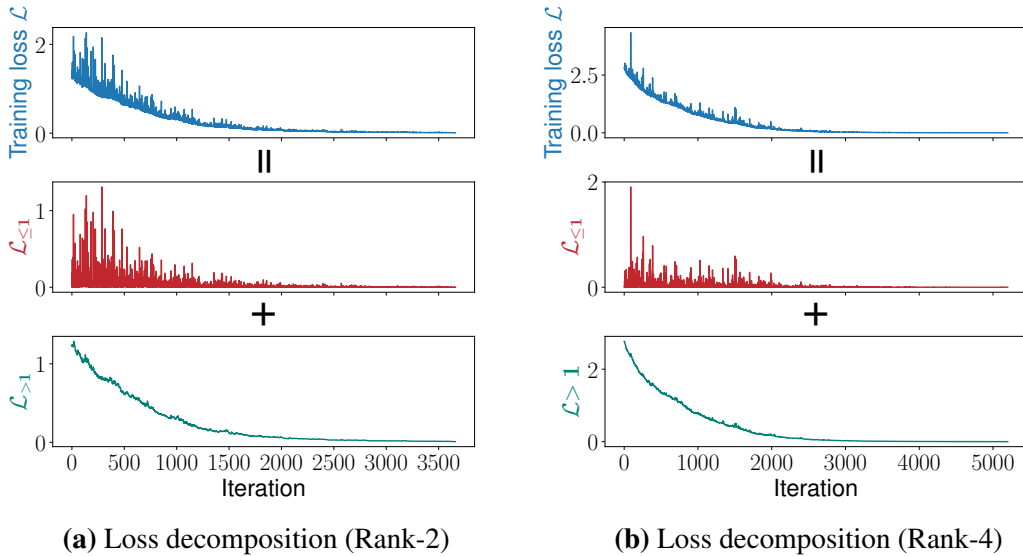 Training loss ℒ
2
0
=
ℒ≤1
1
0
+
ℒ>1
1
0
0 500 1000 1500 2000 2500 3000 3500
Iteration
(a) Loss decomposition (Rank-2)
Training loss ℒ
2.5
0.0
=
ℒ≤1
2
0
+
ℒ> 1
2
0
0 1000 2000 3000 4000 5000
Iteration
(b) Loss decomposition (Rank-4)